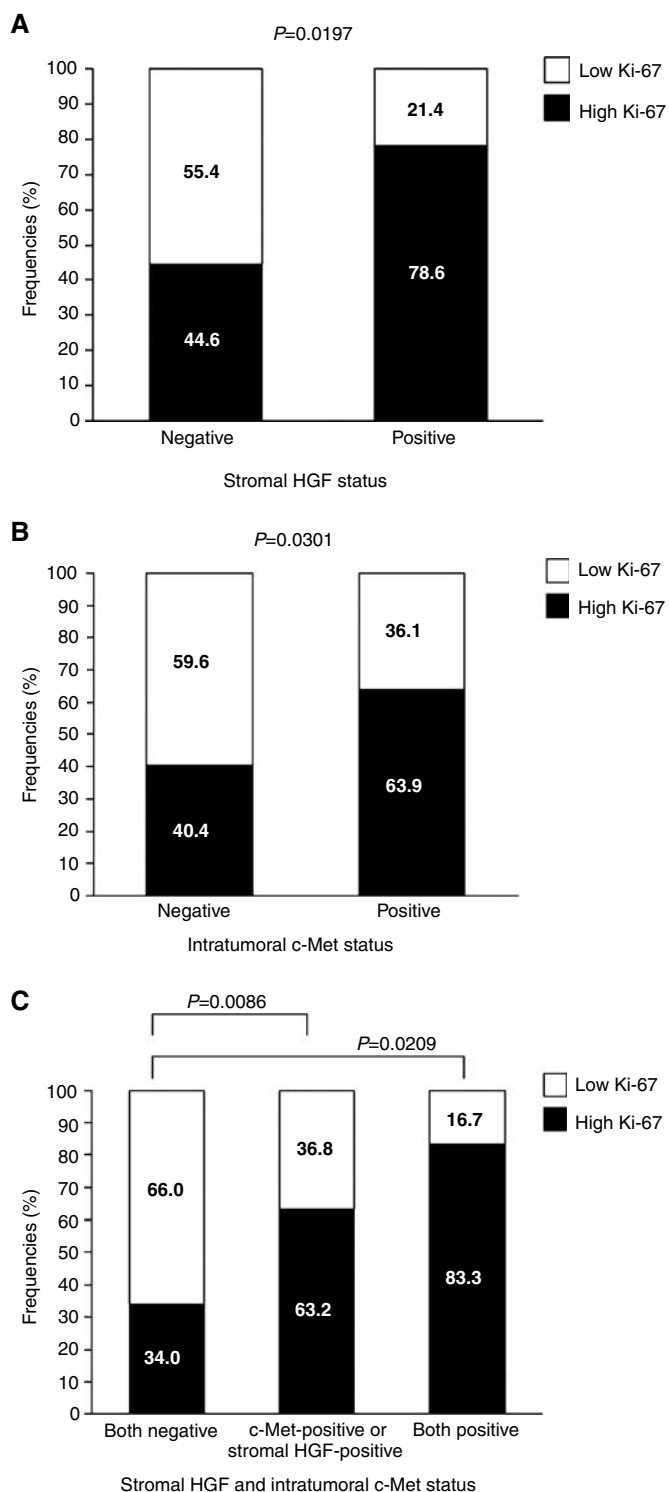 A
P=0.0197
100
90
80
70
60
50
40
30
20
10
0
Frequencies (%)
55.4
44.6
21.4
78.6
Low Ki-67
High Ki-67
Negative
Positive
Stromal HGF status
B
P=0.0301
100
90
80
70
60
50
40
30
20
10
0
Frequencies (%)
59.6
40.4
36.1
63.9
Low Ki-67
High Ki-67
Negative
Positive
Intratumoral c-Met status
C
P=0.0086
P=0.0209
100
90
80
70
60
50
40
30
20
10
0
Frequencies (%)
66.0
34.0
36.8
63.2
16.7
83.3
Low Ki-67
High Ki-67
Both negative
c-Met-positive or
stromal HGF-positive
Both positive
Stromal HGF and intratumoral c-Met status